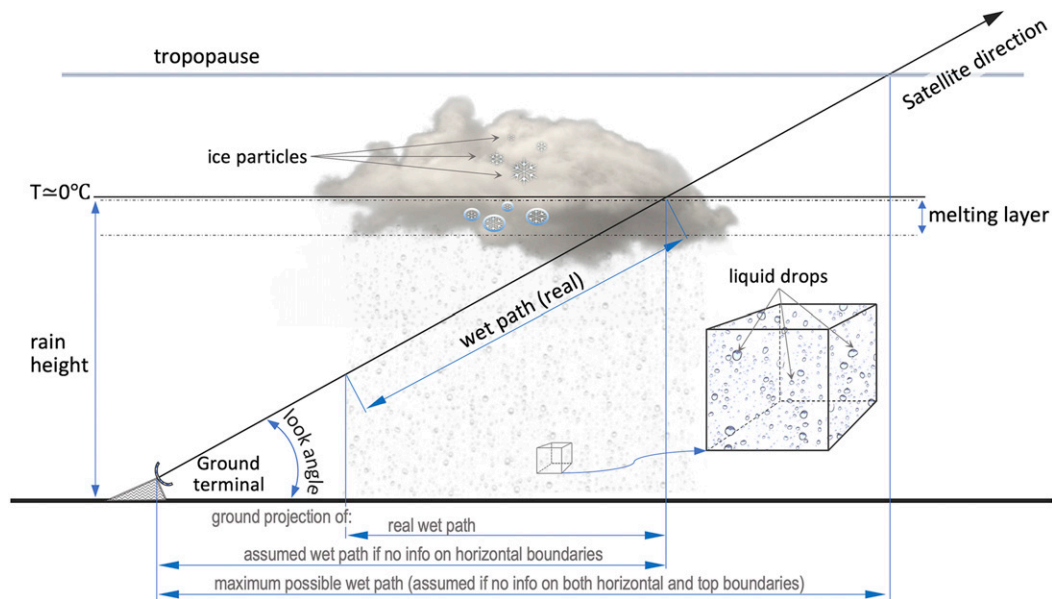 tropopause
Satellite direction
ice particles
T≃0℃
melting layer
wet path (real)
liquid drops
rain
height
look angle
Ground
terminal
ground projection of:
real wet path
assumed wet path if no info on horizontal boundaries
maximum possible wet path (assumed if no info on both horizontal and top boundaries)